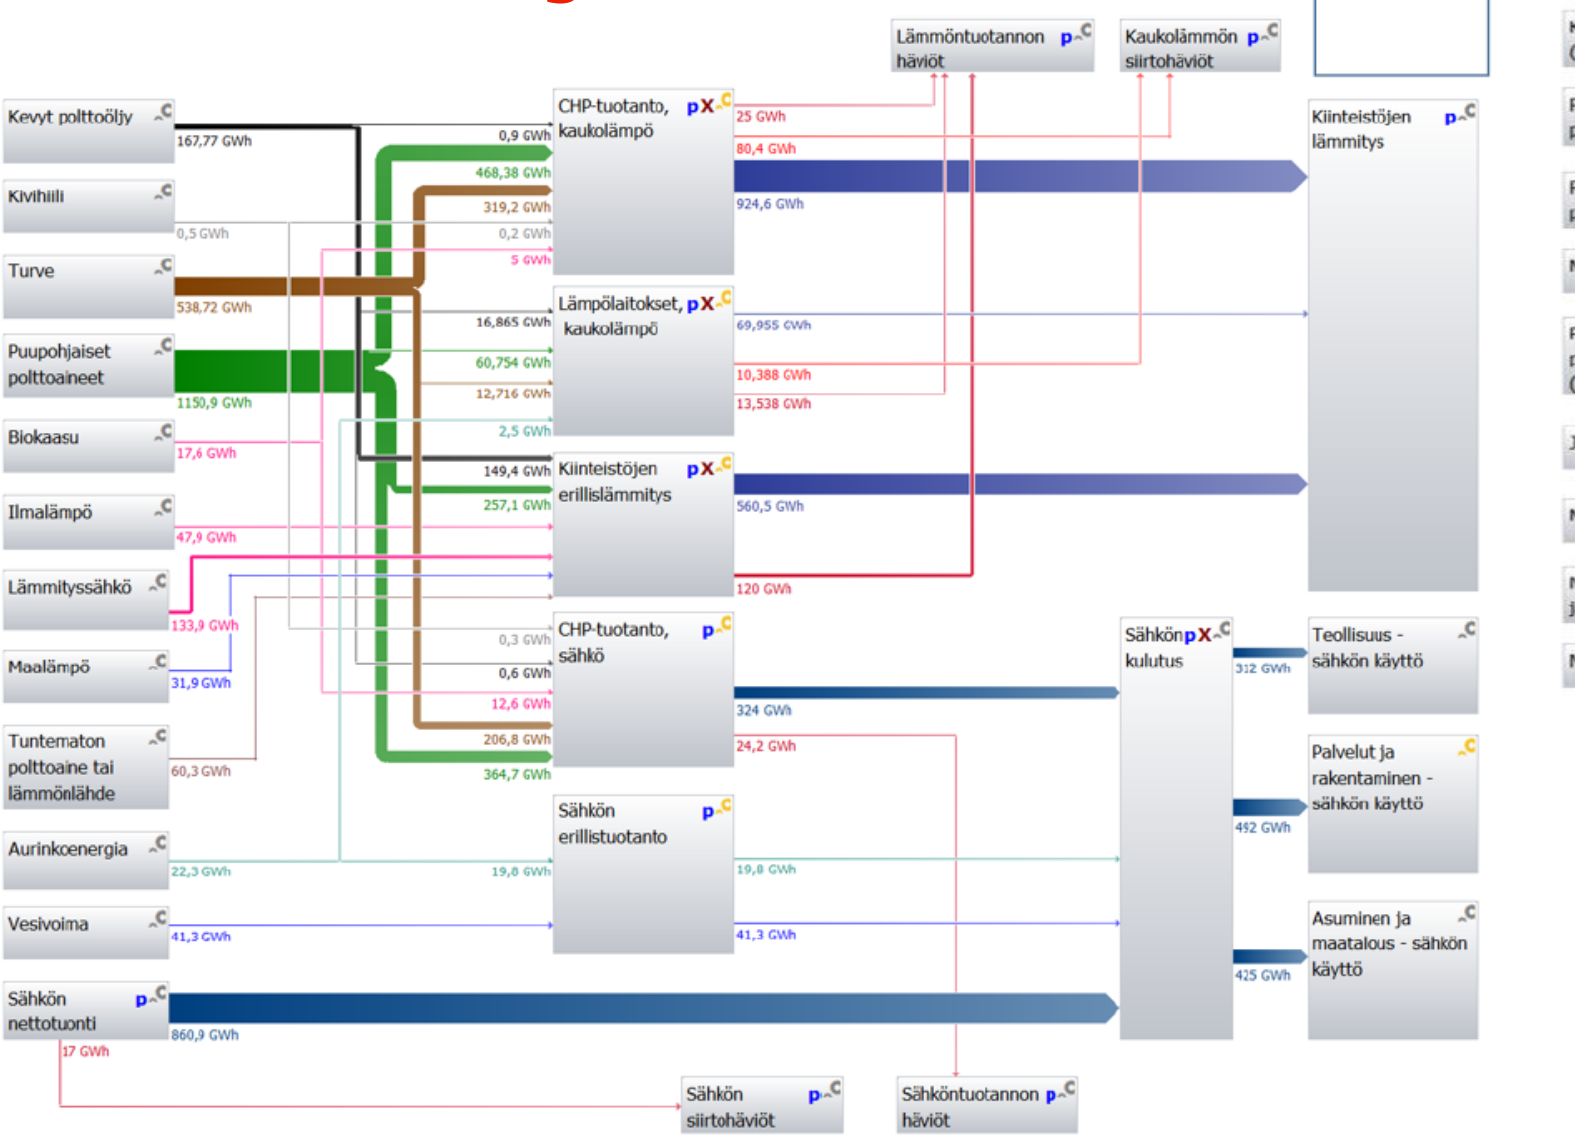 Lämmöntuotannon
häviöt
Kaukolämmön
siirtohäviöt
Kevyt polttoöljy
167,77 GWh
Kivihiili
0,5 GWh
Turve
538,72 GWh
Puupohjaiset
polttoaineet
1150,9 GWh
Biokaasu
17,6 GWh
Ilmalämpö
47,9 GWh
Lämmityssähkö
133,9 GWh
Maalämpö
31,9 GWh
Tuntematon
polttoaine tai
lämmönlähde
60,3 GWh
Aurinkoenergia
22,3 GWh
Vesivoima
41,3 GWh
Sähkön
nettotuonti
860,9 GWh
17 GWh
CHP-tuotanto,
kaukolämpö
0,9 GWh
468,38 GWh
319,2 GWh
0,2 GWh
5 GWh
25 GWh
80,4 GWh
924,6 GWh
Lämpölaitokset,
kaukolämpö
16,865 GWh
60,754 GWh
12,716 GWh
2,5 GWh
69,955 GWh
10,388 GWh
13,538 GWh
Kiinteistöjen
erillislämmitys
149,4 GWh
257,1 GWh
560,5 GWh
120 GWh
CHP-tuotanto,
sähkö
0,3 GWh
0,6 GWh
12,6 GWh
206,8 GWh
364,7 GWh
324 GWh
24,2 GWh
Sähkön
erillistuotanto
19,8 GWh
19,8 GWh
41,3 GWh
Kiinteistöjen
lämmitys
Sähkön
kulutus
312 GWh
492 GWh
425 GWh
Teollisuus -
sähkön käyttö
Palvelut ja
rakentaminen -
sähkön käyttö
Asuminen ja
maatalous - sähkön
käyttö
Sähkön
siirtohäviöt
Sähköntuotannon
häviöt